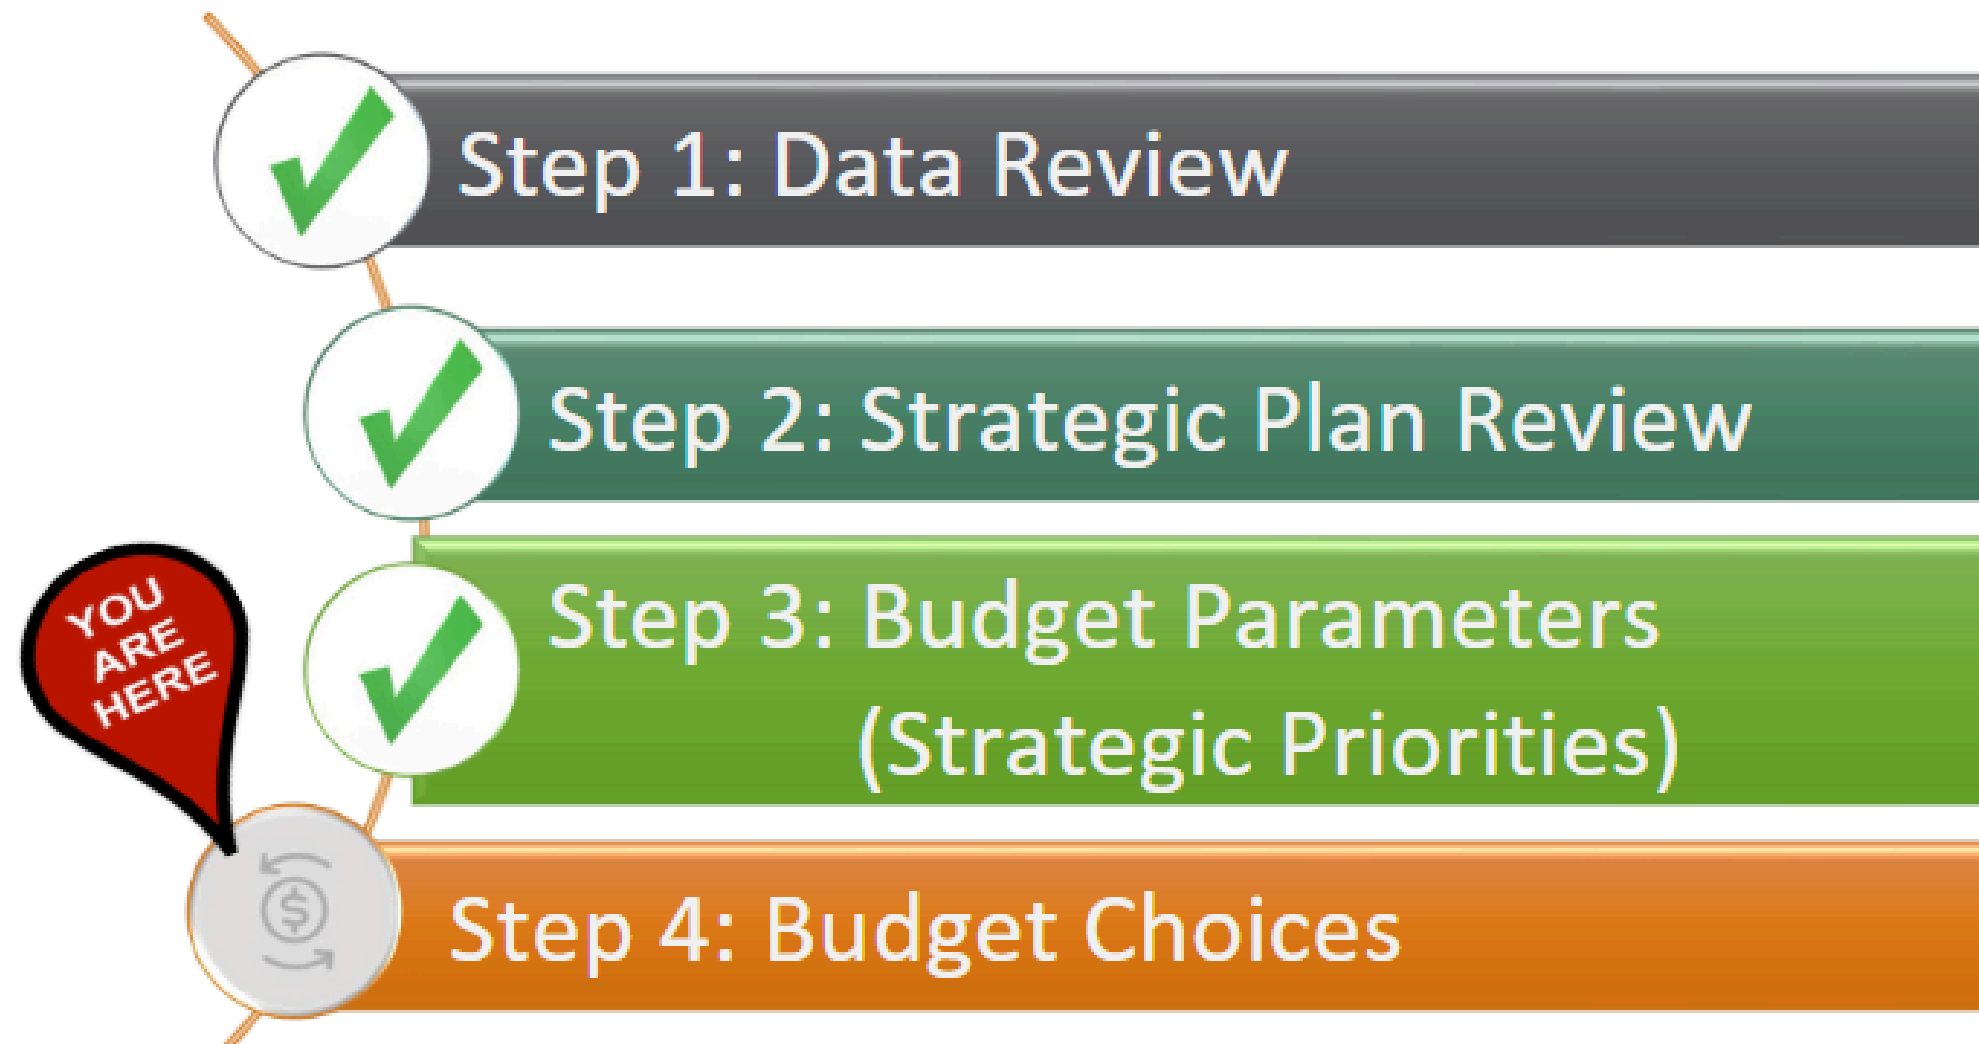 Step 1: Data Review
Step 2: Strategic Plan Review
Step 3: Budget Parameters
(Strategic Priorities)
YOU
ARE
HERE
$
Step 4: Budget Choices